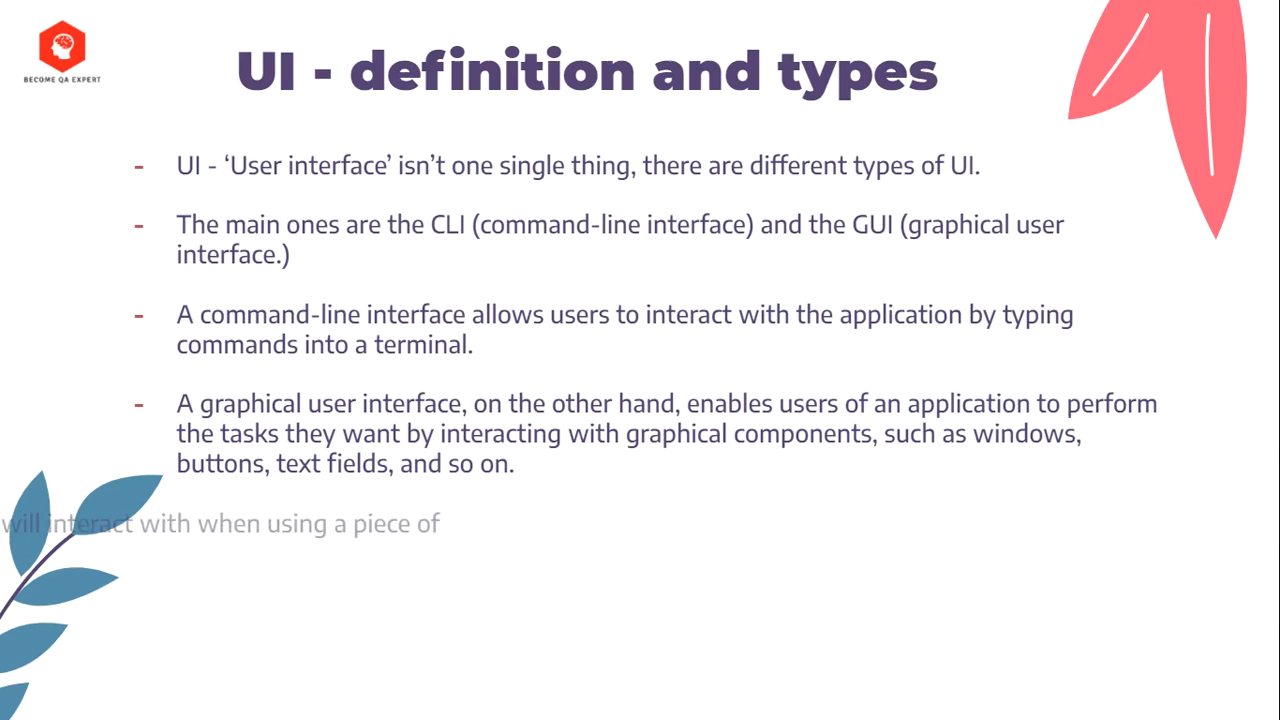 BECOME QA EXPERT
UI - definition and types
- UI - ‘User interface’ isn’t one single thing, there are different types of UI.
- The main ones are the CLI (command-line interface) and the GUI (graphical user
interface.)
- A command-line interface allows users to interact with the application by typing
commands into a terminal.
- A graphical user interface, on the other hand, enables users of an application to perform
the tasks they want by interacting with graphical components, such as windows,
buttons, text fields, and so on.
will interact with when using a piece of